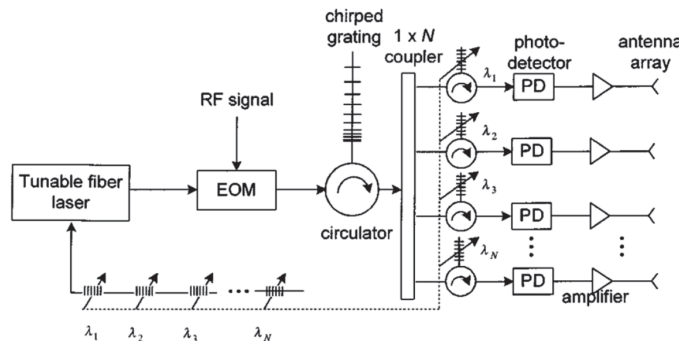 chirped
grating
1 x N
coupler
photo-
detector
antenna
array
RF signal
λ1
PD
λ2
PD
Tunable fiber
laser
EOM
λ3
circulator
PD
λN
PD
amplifier
λ1 λ2 λ3 λN